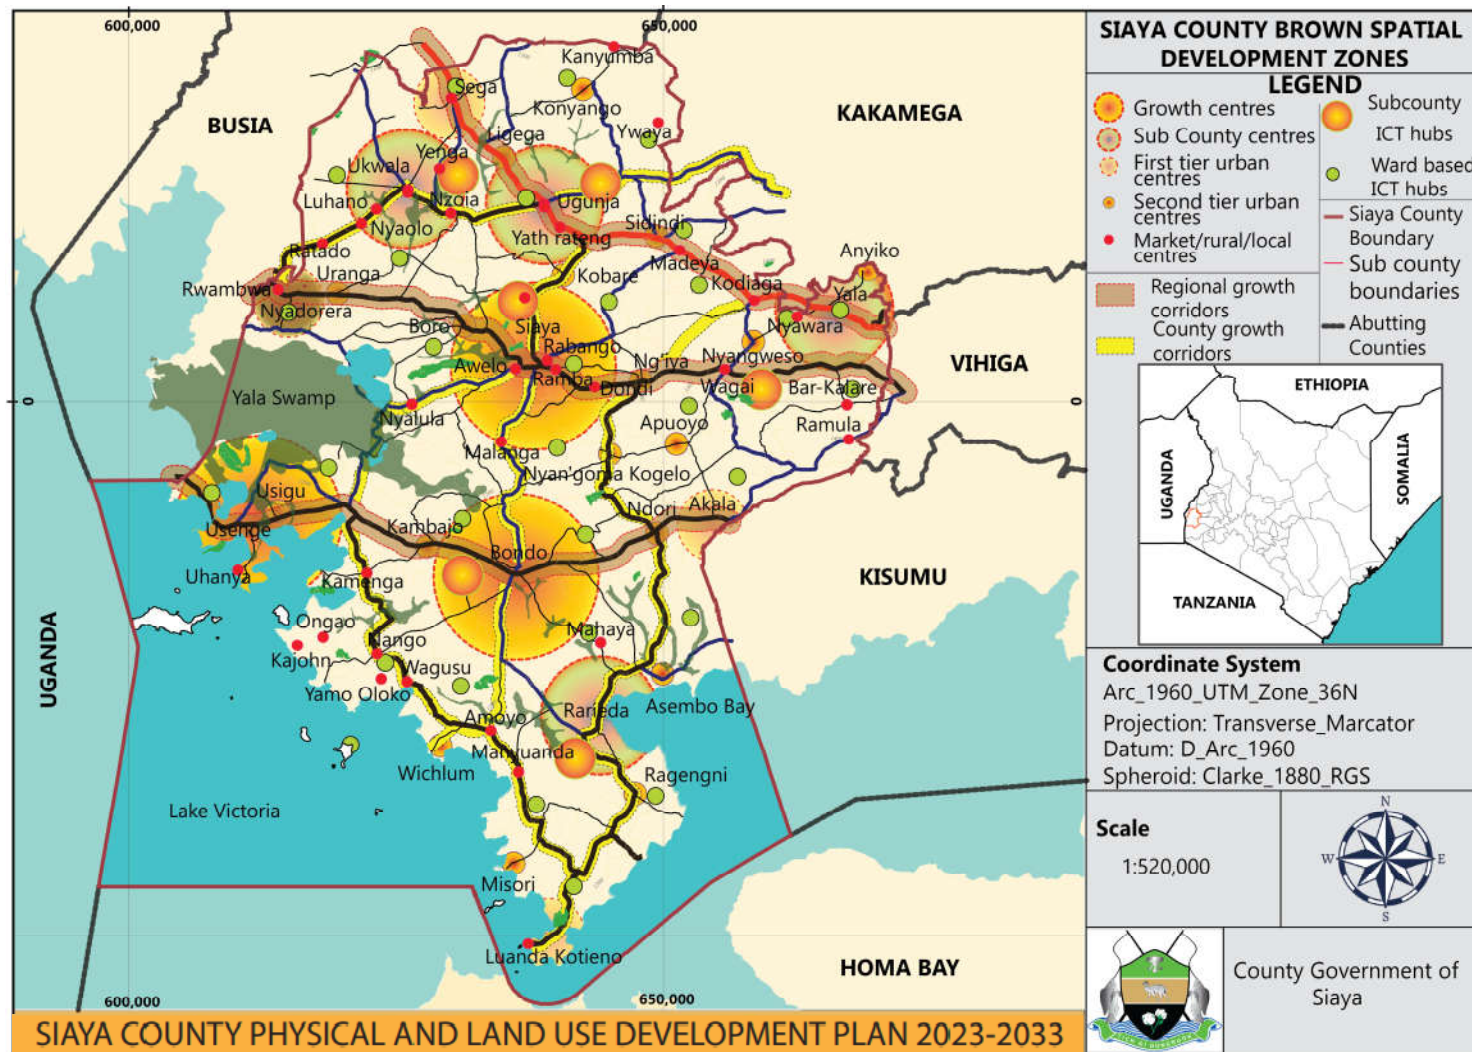 600,000
650,000
BUSIA
KAKAMEGA
VIHIGA
KISUMU
HOMA BAY
UGANDA
0
0
Kanyumba
Sega
Konyango
Ligega
Ywaya
Ukwala
Yenga
Luhano
Nzoia
Ugunja
Nyaolo
Yath rateng
Sidindi
Ratado
Madeya
Anyiko
Uranga
Kobare
Kodiaga
Yala
Rwambwa
Nyadorera
Boro
Siaya
Nyawara
Rabango
Ng'iya
Nyangweso
Awelo
Ramba
Dondi
Wagai
Bar-Kalare
Yala Swamp
Nyalula
Apuoyo
Ramula
Malanga
Nyan'goma Kogelo
Usigu
Akala
Ndori
Usenge
Kambajo
Bondo
Uhanya
Kamenga
Ongao
Mahaya
Nango
Kajohn
Wagusu
Yamo Oloko
Rarieda
Asembo Bay
Amoyo
Manyuanda
Wichlum
Ragengni
Lake Victoria
Misori
Luanda Kotieno
600,000
650,000
SIAYA COUNTY PHYSICAL AND LAND USE DEVELOPMENT PLAN 2023-2033
SIAYA COUNTY BROWN SPATIAL
DEVELOPMENT ZONES
LEGEND
Growth centres
Sub County centres
First tier urban
centres
Second tier urban
centres
Market/rural/local
centres
Regional growth
corridors
County growth
corridors
Subcounty
ICT hubs
Ward based
ICT hubs
Siaya County
Boundary
Sub county
boundaries
Abutting
Counties
ETHIOPIA
UGANDA
SOMALIA
TANZANIA
Coordinate System
Arc_1960_UTM_Zone_36N
Projection: Transverse_Marcator
Datum: D_Arc_1960
Spheroid: Clarke_1880_RGS
Scale
1:520,000
N
W
E
S
County Government of
Siaya